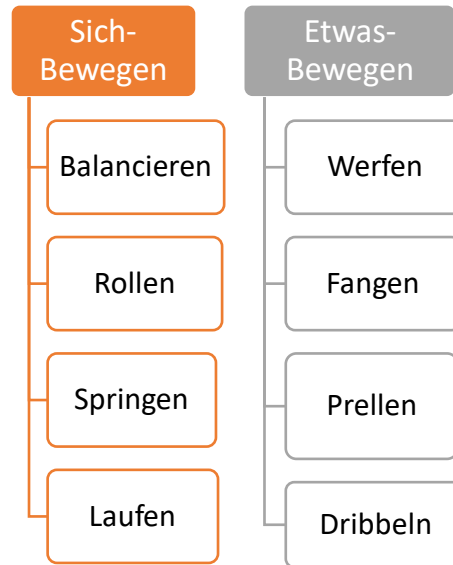 Sich-
Bewegen
Balancieren
Rollen
Springen
Laufen
Etwas-
Bewegen
Werfen
Fangen
Prellen
Dribbeln